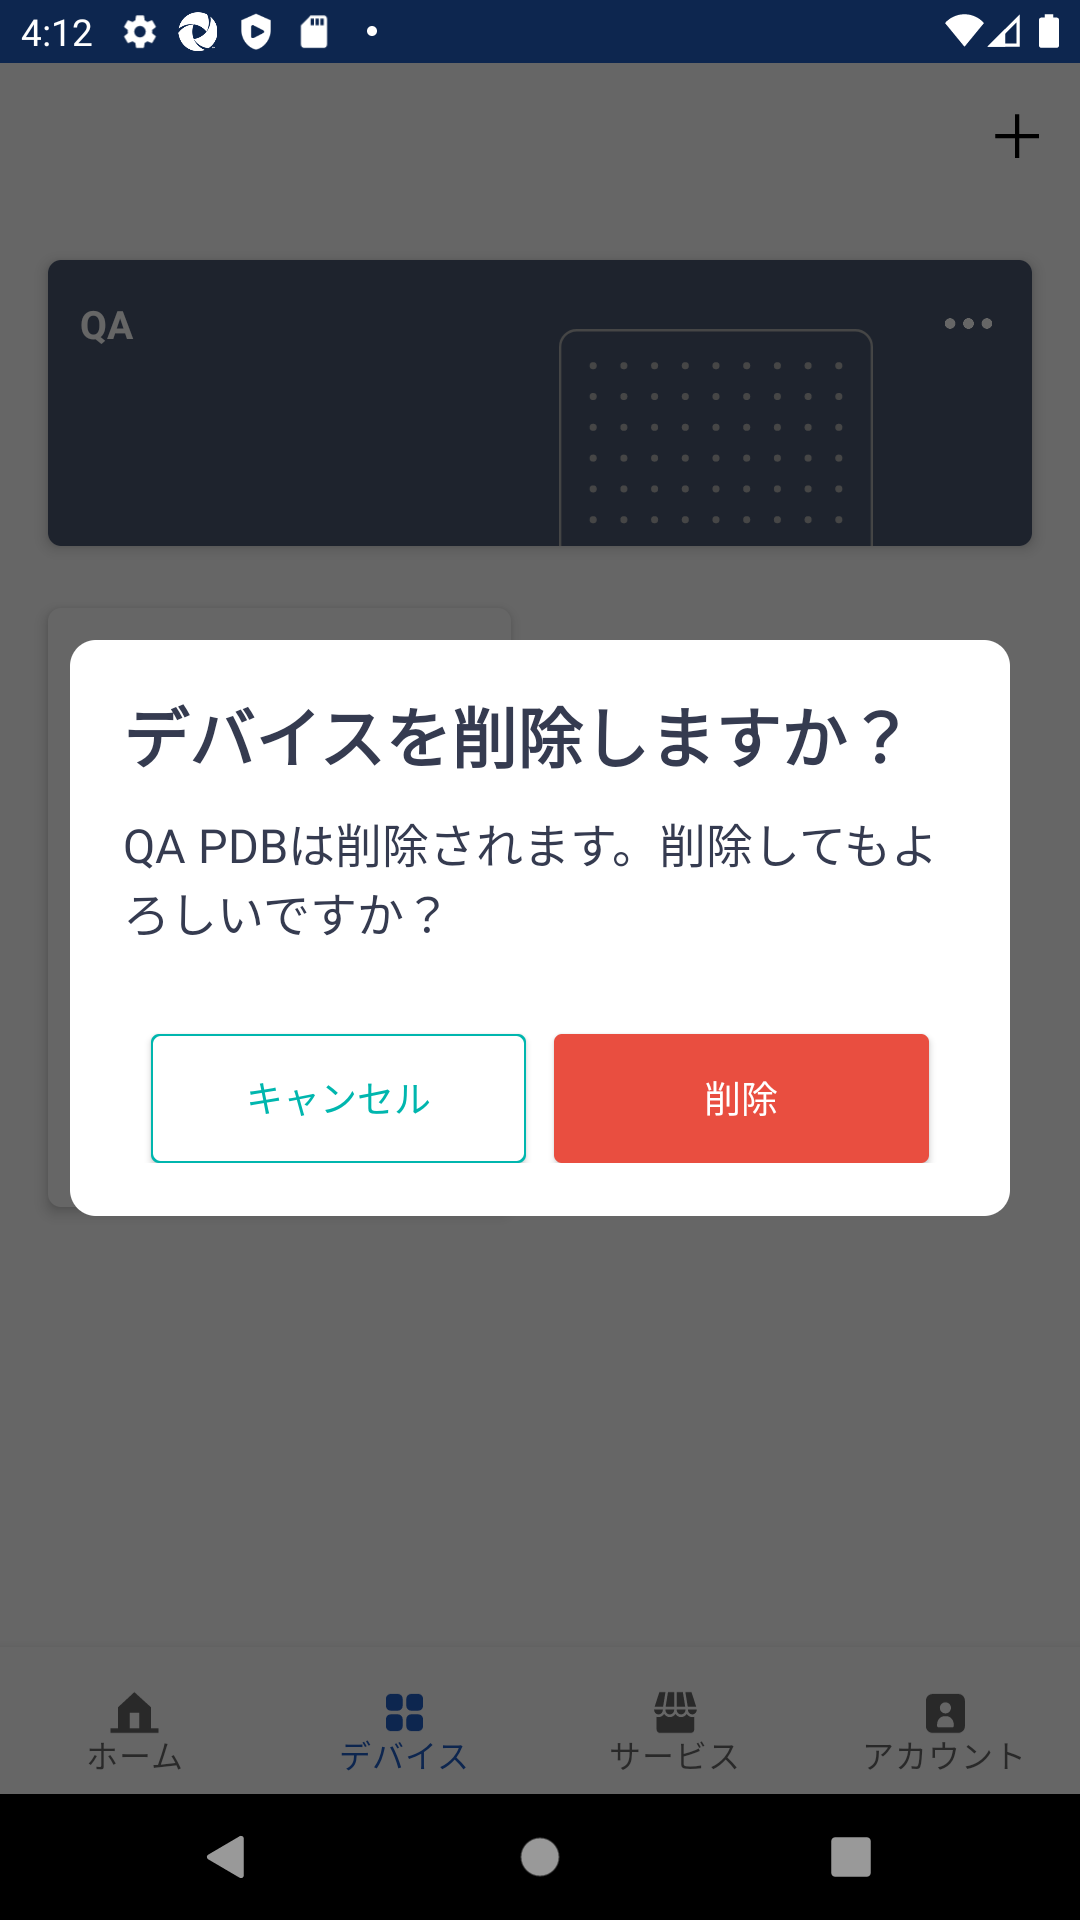 4:12
QA
デバイスを削除しますか？
QA PDBは削除されます。削除してもよ
ろしいですか？
キャンセル
削除
ホーム
デバイス
サービス
アカウント